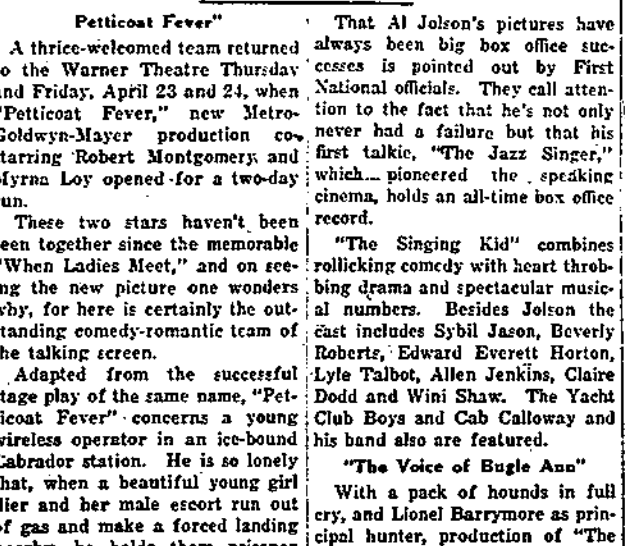 Petticoat Fever"
A thrice-welcomed team returned
o the Warner Theatre Thursday
nd Friday, April 23 and 24, when
"Petticoat Fever," new Metro-
Goldwyn-Mayer production co-
tarring Robert Montgomery and
Myrna Loy opened for a two-day
un.
These two stars haven't been
een together since the memorable
"When Ladies Meet," and on see-
ng the new picture one wonders
why, for here is certainly the out-
tanding comedy-romantic team of
he talking screen.
Adapted from the successful
tage play of the same name, "Pet-
icoat Fever" concerns a young
wireless operator in an ice-bound
Labrador station. He is so lonely
hat, when a beautiful young girl
lier and her male escort run out
of gas and make a forced landing
he holds them prisoner
That Al Jolson's pictures have
always been big box office suc-
cesses is pointed out by First
National officials. They call atten-
tion to the fact that he's not only
never had a failure but that his
first talkie, "The Jazz Singer,"
which pioneered the speaking
cinema, holds an all-time box office
record.
"The Singing Kid" combines
rollicking comedy with heart throb-
bing drama and spectacular music-
al numbers. Besides Jolson the
cast includes Sybil Jason, Beverly
Roberts, Edward Everett Horton,
Lyle Talbot, Allen Jenkins, Claire
Dodd and Wini Shaw. The Yacht
Club Boys and Cab Calloway and
his band also are featured.
"The Voice of Bugle Ann"
With a pack of hounds in full
cry, and Lionel Barrymore as prin-
cipal hunter, production of "The